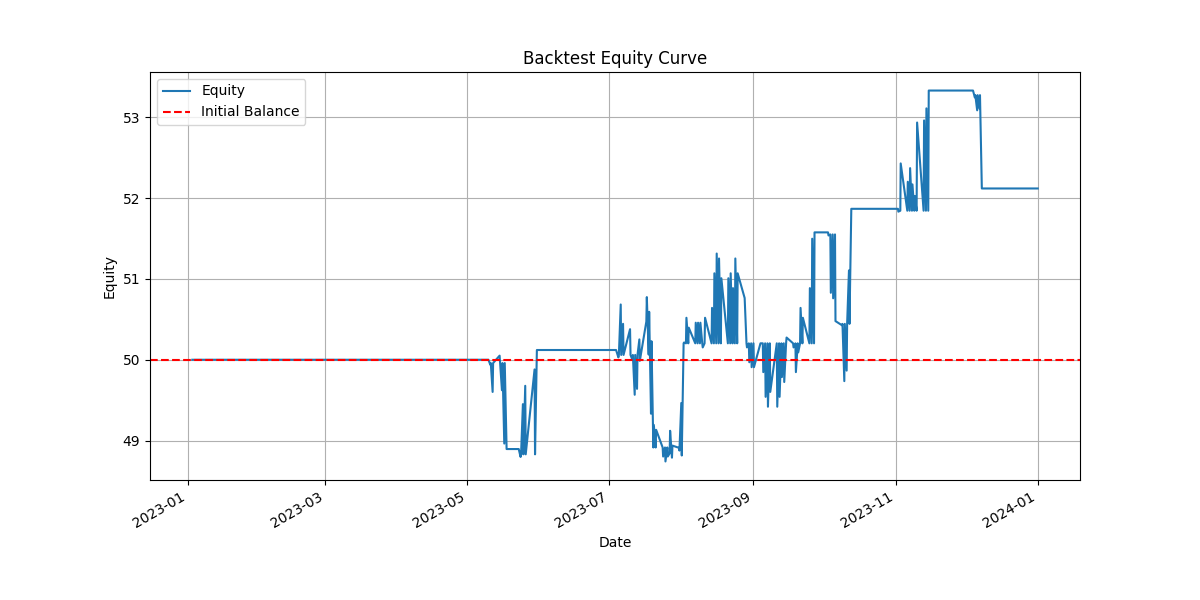 Backtest Equity Curve
Equity
Initial Balance
53
52
51
50
49
Equity
2023-01
2023-03
2023-05
2023-07
2023-09
2023-11
2024-01
Date